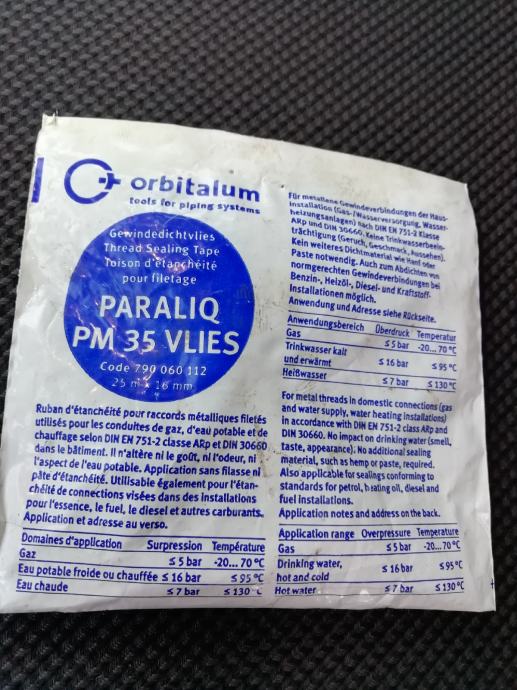 orbitalum
tools for piping systems
Gewindedichtvlies
Thread Sealing Tape
Toison d'étanchéité
pour filetage
PARALIQ
PM 35 VLIES
Code 790 060 112
25 m x 16 mm
Ruban d'étanchéité pour raccords métalliques filetés
utilisés pour les conduites de gaz, d'eau potable et de
chauffage selon DIN EN 751-2 classe ARp et DIN 30660
dans le bâtiment. Il n'altère ni le goût, ni l'odeur, ni
l'aspect de l'eau potable. Application sans filasse ni
pâte d'étanchéité. Utilisable également pour l'étan-
chéité de connections visées dans des installations
pour l'essence, le fuel, le diesel et autres carburants.
Application et adresse au verso.
Domaines d'application Surpression Température
Gaz ≤ 5 bar -20... 70 °C
Eau potable froide ou chauffée ≤ 16 bar ≤ 95 °C
Eau chaude ≤ 7 bar ≤ 130 °C
Für metallene Gewindeverbindungen der Haus-
Installation (Gas-/Wasserversorgung, Wasser-
heizungsanlagen) nach DIN EN 751-2 Klasse
ARp und DIN 30660. Keine Trinkwasserbeein-
trächtigung (Geruch, Geschmack, Aussehen).
Kein weiteres Dichtmaterial wie Hanf oder
Paste notwendig. Auch zum Abdichten von
normgerechten Gewindeverbindungen bei
Benzin-, Heizöl-, Diesel- und Kraftstoff-
Installationen möglich.
Anwendung und Adresse siehe Rückseite.
Anwendungsbereich Überdruck Temperatur
Gas ≤ 5 bar -20... 70 °C
Trinkwasser kalt
und erwärmt ≤ 16 bar ≤ 95 °C
Heißwasser ≤ 7 bar ≤ 130 °C
For metal threads in domestic connections (gas
and water supply, water heating installations)
in accordance with DIN EN 751-2 class ARp and
DIN 30660. No impact on drinking water (smell,
taste, appearance). No additional sealing
material, such as hemp or paste, required.
Also applicable for sealings conforming to
standards for petrol, heating oil, diesel and
fuel installations.
Application notes and address on the back.
Application range Overpressure Temperature
Gas ≤ 5 bar -20... 70 °C
Drinking water,
hot and cold ≤ 16 bar ≤ 95 °C
Hot water ≤ 7 bar ≤ 130 °C